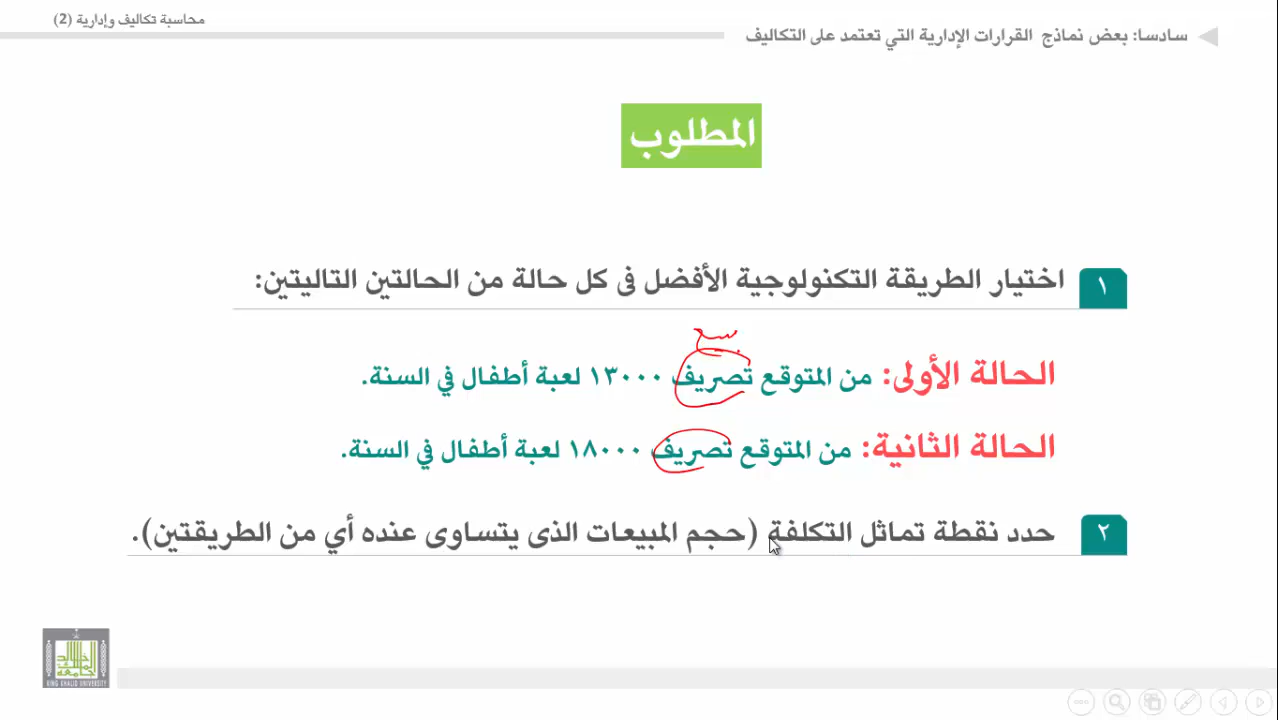 محاسبة تكاليف وإدارية (2)
سادسا: بعض نماذج القرارات الإدارية التي تعتمد على التكاليف
المطلوب
١ اختيار الطريقة التكنولوجية الأفضل فى كل حالة من الحالتين التاليتين:
الحالة الأولى: من المتوقع تصريف ١٣٠٠٠ لعبة أطفال في السنة.
الحالة الثانية: من المتوقع تصريف ١٨٠٠٠ لعبة أطفال في السنة.
٢ حدد نقطة تماثل التكلفة (حجم المبيعات الذى يتساوى عنده أي من الطريقتين).
KING KHALID UNIVERSITY